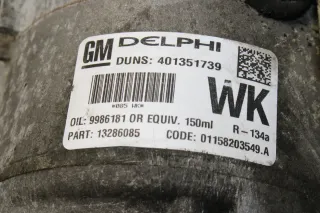 GM DELPHI
DUNS: 401351739
WK
OIL: 9986181 OR EQUIV. 150ml R-134a
PART: 13286085 CODE: 01158203549.A